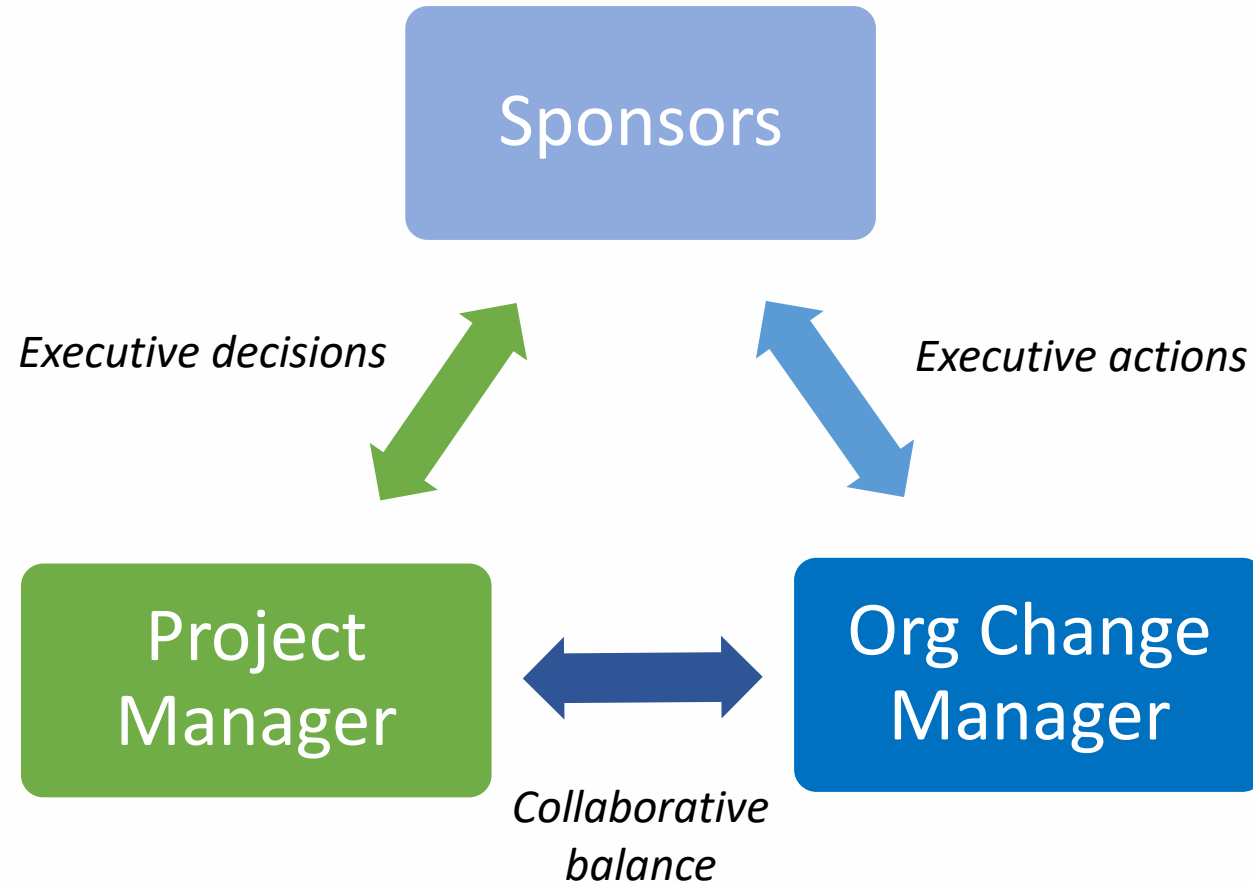 Sponsors
Executive decisions
Executive actions
Project
Manager
Org Change
Manager
Collaborative
balance